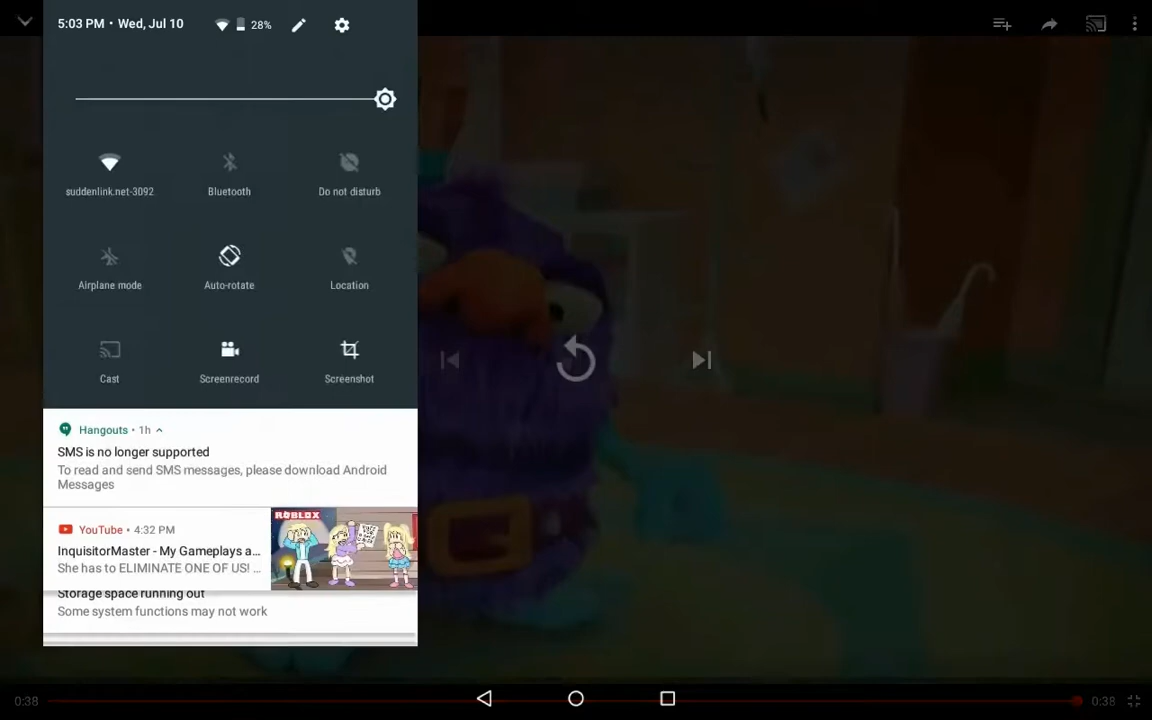 5:03 PM • Wed, Jul 10
28%
suddenlink.net-3092
Bluetooth
Do not disturb
Airplane mode
Auto-rotate
Location
Cast
Screenrecord
Screenshot
Hangouts • 1h
SMS is no longer supported
To read and send SMS messages, please download Android
Messages
YouTube • 4:32 PM
InquisitorMaster - My Gameplays a...
She has to ELIMINATE ONE OF US! ...
ROBLOX
Storage space running out
Some system functions may not work
0:38
0:38